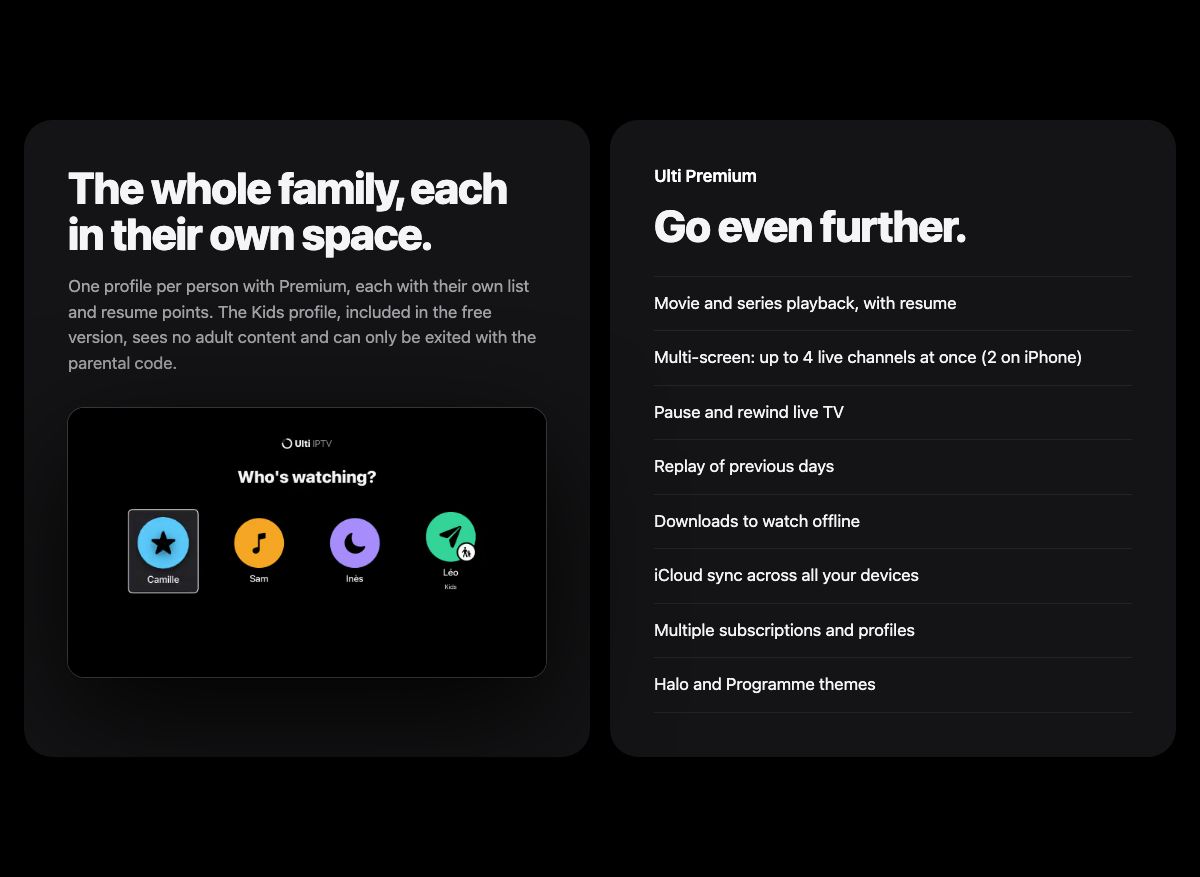 The whole family, each
in their own space.
One profile per person with Premium, each with their own list
and resume points. The Kids profile, included in the free
version, sees no adult content and can only be exited with the
parental code.
Ulti IPTV
Who's watching?
Camille
Sam
Inès
Léo
Kids
Ulti Premium
Go even further.
Movie and series playback, with resume
Multi-screen: up to 4 live channels at once (2 on iPhone)
Pause and rewind live TV
Replay of previous days
Downloads to watch offline
iCloud sync across all your devices
Multiple subscriptions and profiles
Halo and Programme themes